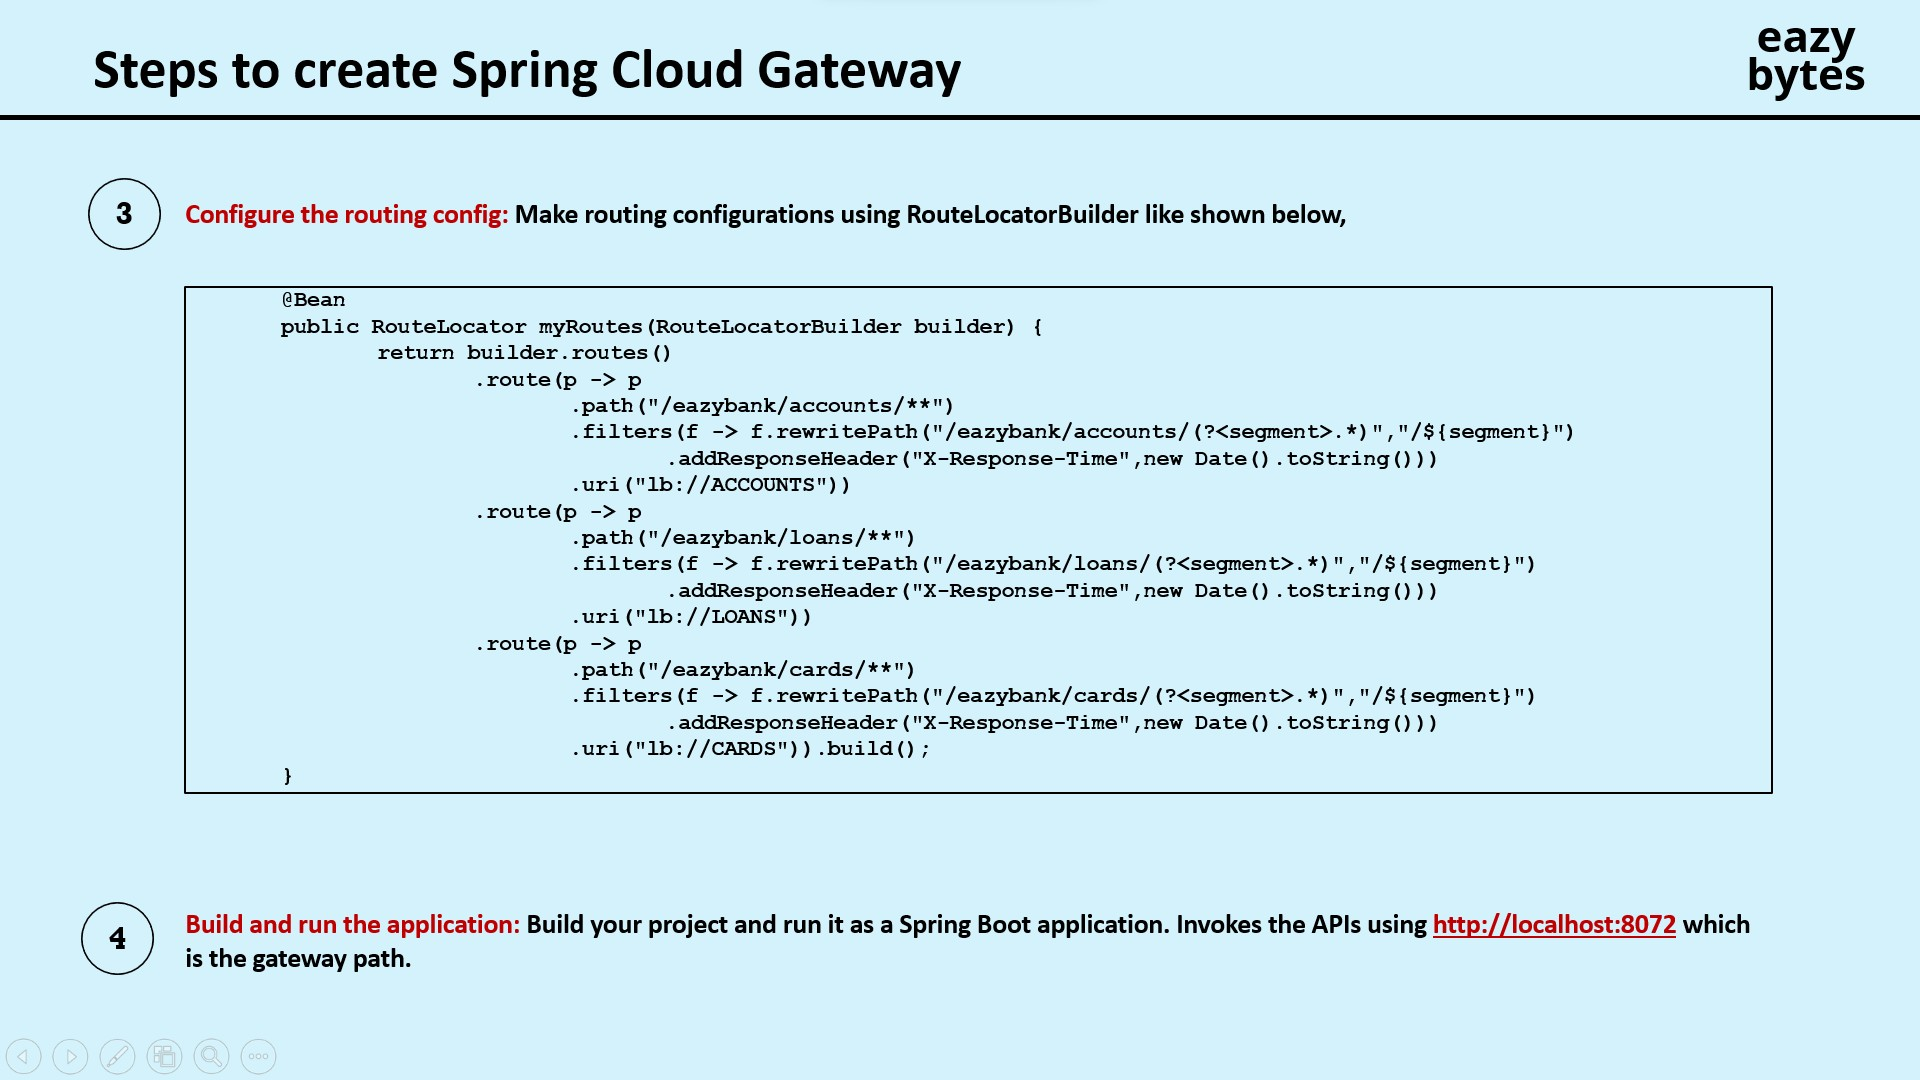 Steps to create Spring Cloud Gateway
eazy
bytes
3
Configure the routing config: Make routing configurations using RouteLocatorBuilder like shown below,
@Bean
public RouteLocator myRoutes(RouteLocatorBuilder builder) {
return builder.routes()
.route(p -> p
.path("/eazybank/accounts/**")
.filters(f -> f.rewritePath("/eazybank/accounts/(?<segment>.*)","/${segment}")
.addResponseHeader("X-Response-Time",new Date().toString()))
.uri("lb://ACCOUNTS"))
.route(p -> p
.path("/eazybank/loans/**")
.filters(f -> f.rewritePath("/eazybank/loans/(?<segment>.*)","/${segment}")
.addResponseHeader("X-Response-Time",new Date().toString()))
.uri("lb://LOANS"))
.route(p -> p
.path("/eazybank/cards/**")
.filters(f -> f.rewritePath("/eazybank/cards/(?<segment>.*)","/${segment}")
.addResponseHeader("X-Response-Time",new Date().toString()))
.uri("lb://CARDS")).build();
}
4
Build and run the application: Build your project and run it as a Spring Boot application. Invokes the APIs using http://localhost:8072 which
is the gateway path.